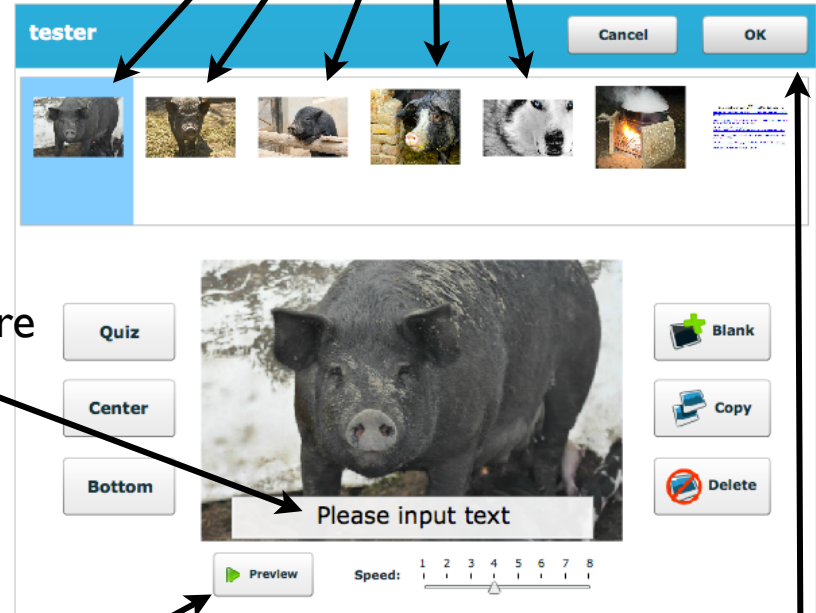 tester
Cancel
OK
re
Quiz
Center
Bottom
Blank
Copy
Delete
Please input text
Preview
Speed:
1 2 3 4 5 6 7 8